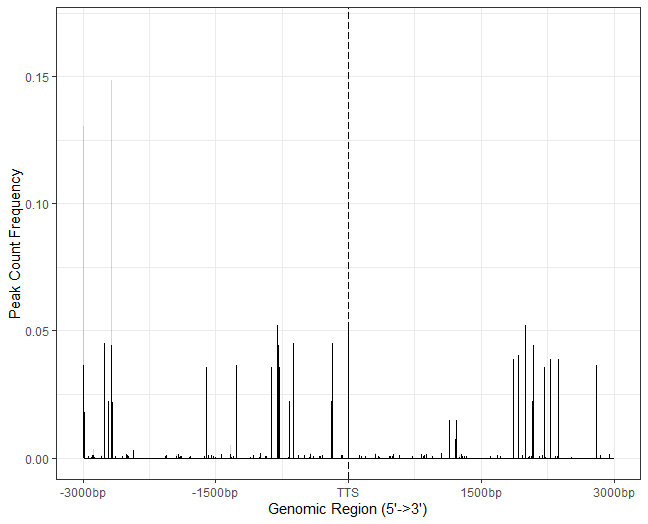 Peak Count Frequency
0.15
0.10
0.05
0.00
-3000bp -1500bp TTS 1500bp 3000bp
Genomic Region (5'->3')